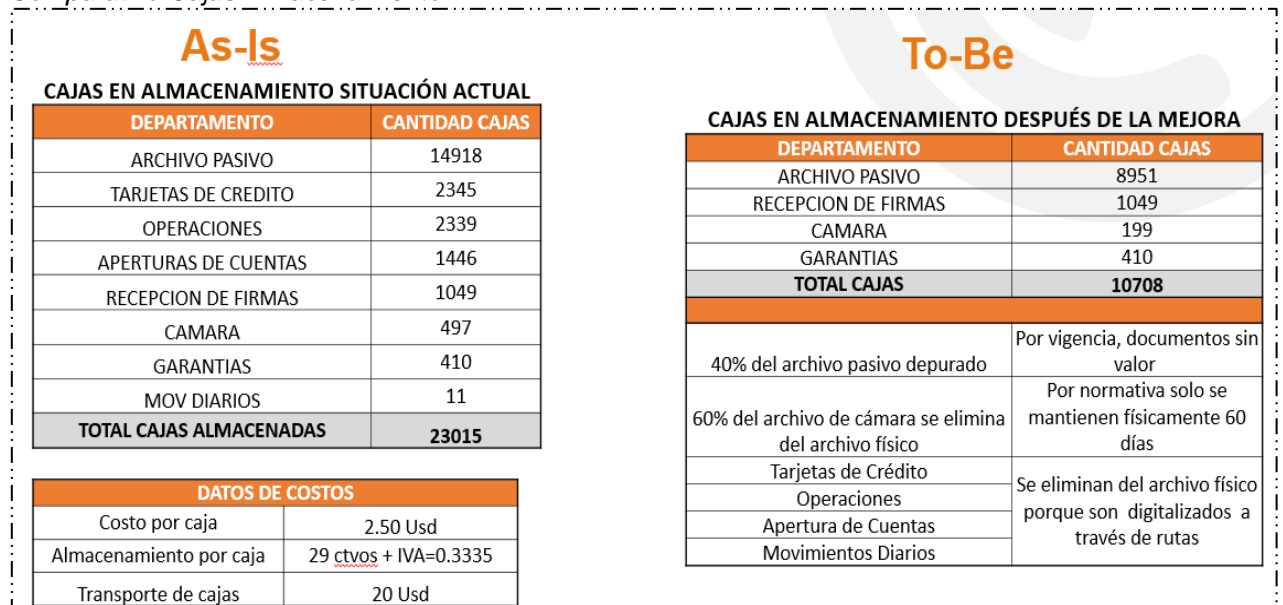 Comparativa Cajas Almacenamiento
As-Is
CAJAS EN ALMACENAMIENTO SITUACIÓN ACTUAL
DEPARTAMENTO CANTIDAD CAJAS
ARCHIVO PASIVO 14918
TARJETAS DE CREDITO 2345
OPERACIONES 2339
APERTURAS DE CUENTAS 1446
RECEPCION DE FIRMAS 1049
CAMARA 497
GARANTIAS 410
MOV DIARIOS 11
TOTAL CAJAS ALMACENADAS 23015
DATOS DE COSTOS
Costo por caja 2.50 Usd
Almacenamiento por caja 29 ctvos + IVA=0.3335
Transporte de cajas 20 Usd
To-Be
CAJAS EN ALMACENAMIENTO DESPUÉS DE LA MEJORA
DEPARTAMENTO CANTIDAD CAJAS
ARCHIVO PASIVO 8951
RECEPCION DE FIRMAS 1049
CAMARA 199
GARANTIAS 410
TOTAL CAJAS 10708
40% del archivo pasivo depurado
Por vigencia, documentos sin
valor
60% del archivo de cámara se elimina
del archivo físico
Por normativa solo se
mantienen físicamente 60
días
Tarjetas de Crédito
Operaciones
Apertura de Cuentas
Movimientos Diarios
Se eliminan del archivo físico
porque son digitalizados a
través de rutas